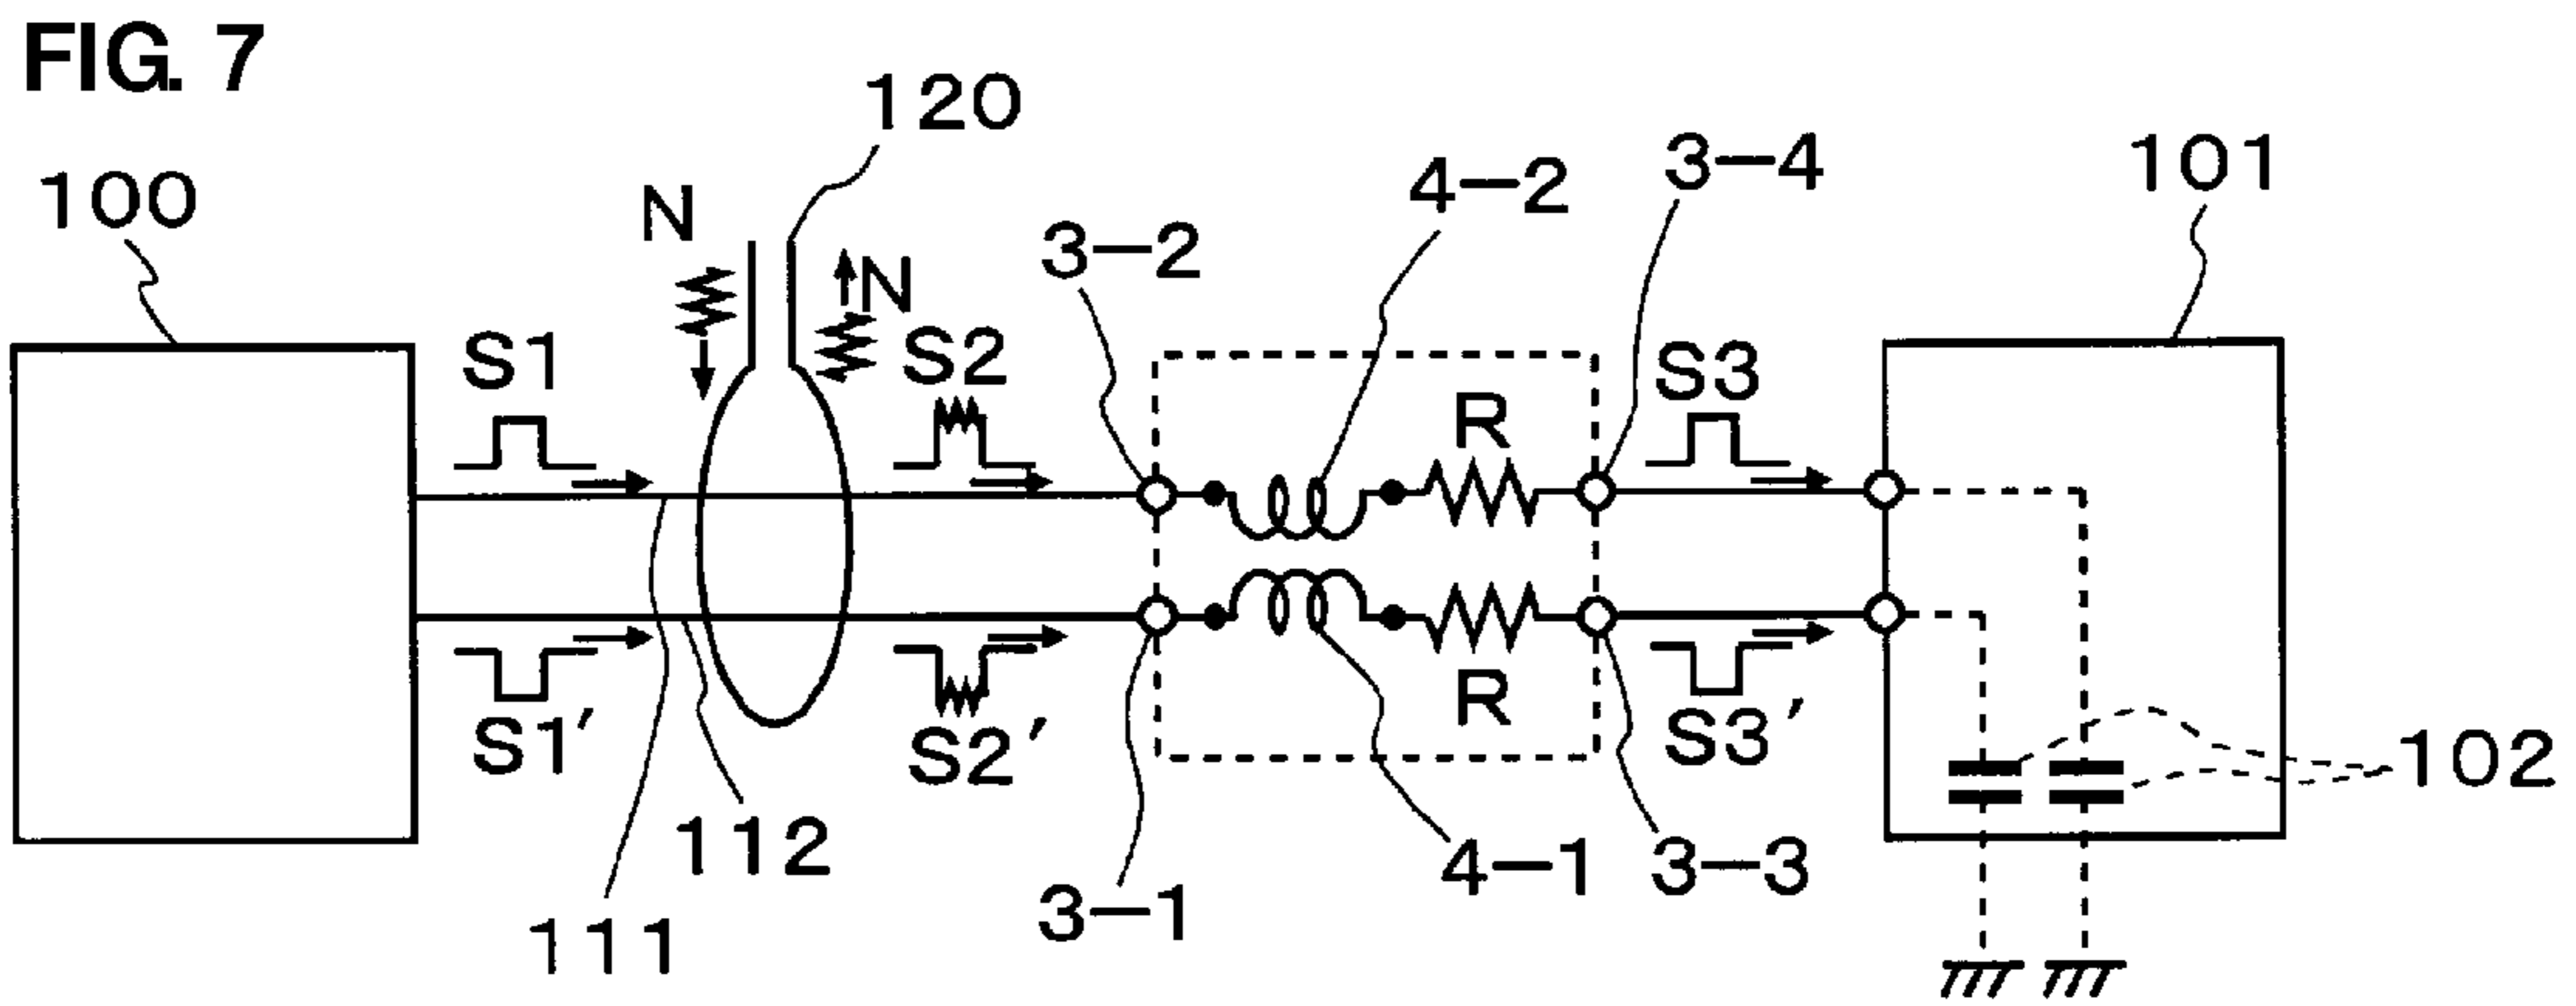 FIG. 7
120
100
N
3-2
4-2
3-4
101
N
S1
S2
R
S3
S1′
S2′
R
S3′
102
112
4-1
3-3
111
3-1